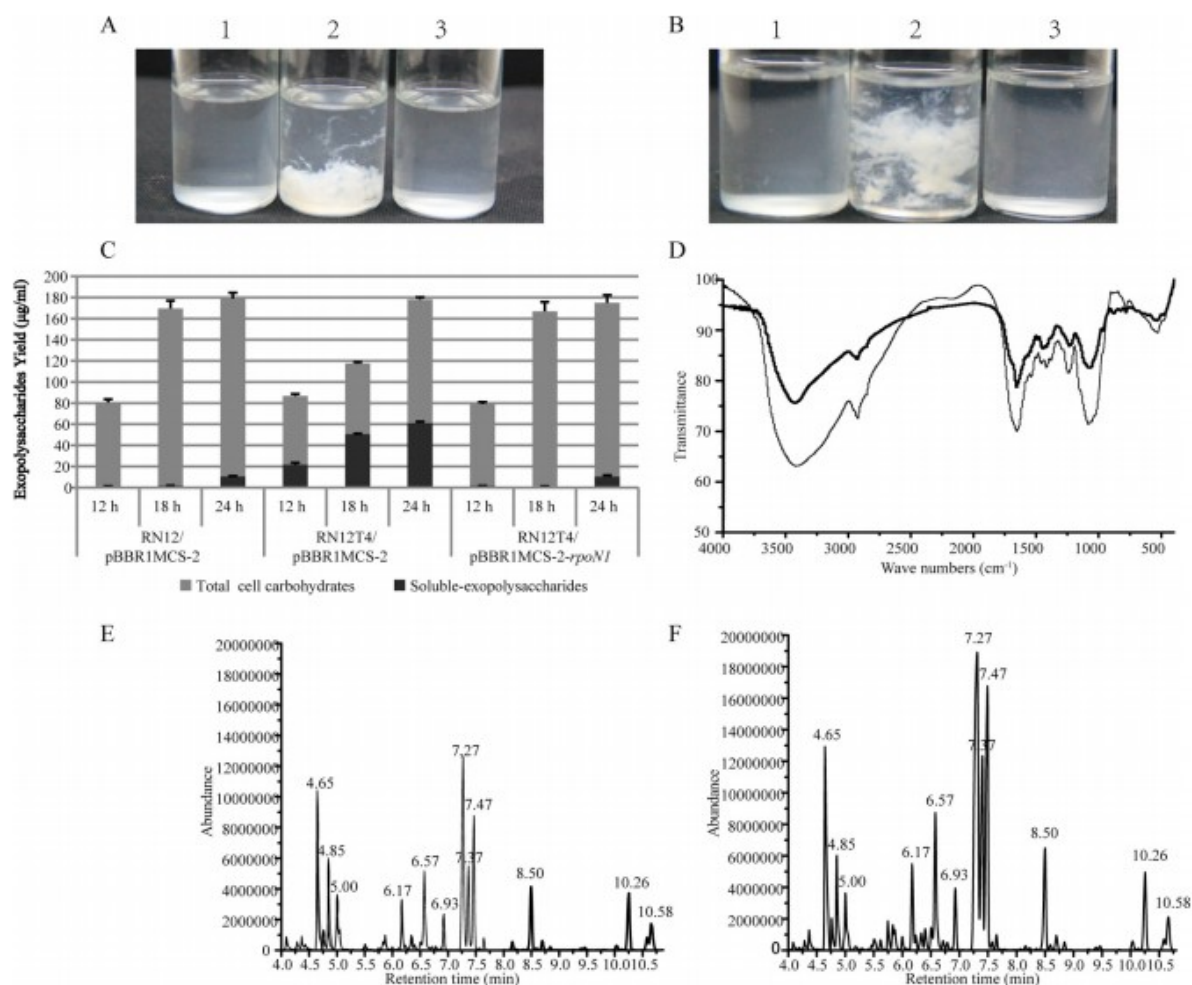 A
1 2 3
B
1 2 3
C
Exopolysaccharides Yield (μg/ml)
200
180
160
140
120
100
80
60
40
20
0
12 h 18 h 24 h 12 h 18 h 24 h 12 h 18 h 24 h
RN12/ RN12T4/ RN12T4/
pBBR1MCS-2 pBBR1MCS-2 pBBR1MCS-2-rpoN1
Total cell carbohydrates Soluble-exopolysaccharides
D
Transmittance
100
90
80
70
60
50
4000 3500 3000 2500 2000 1500 1000 500
Wave numbers (cm⁻¹)
E
Abundance
20000000
18000000
16000000
14000000
12000000
10000000
8000000
6000000
4000000
2000000
0
4.65
4.85
5.00
6.17
6.57
6.93
7.27
7.37
7.47
8.50
10.26
10.58
4.0 4.5 5.0 5.5 6.0 6.5 7.0 7.5 8.0 8.5 9.0 9.5 10.0 10.5
Retention time (min)
F
Abundance
20000000
18000000
16000000
14000000
12000000
10000000
8000000
6000000
4000000
2000000
0
4.65
4.85
5.00
6.17
6.57
6.93
7.27
7.37
7.47
8.50
10.26
10.58
4.0 4.5 5.0 5.5 6.0 6.5 7.0 7.5 8.0 8.5 9.0 9.5 10.0 10.5
Retention time (min)